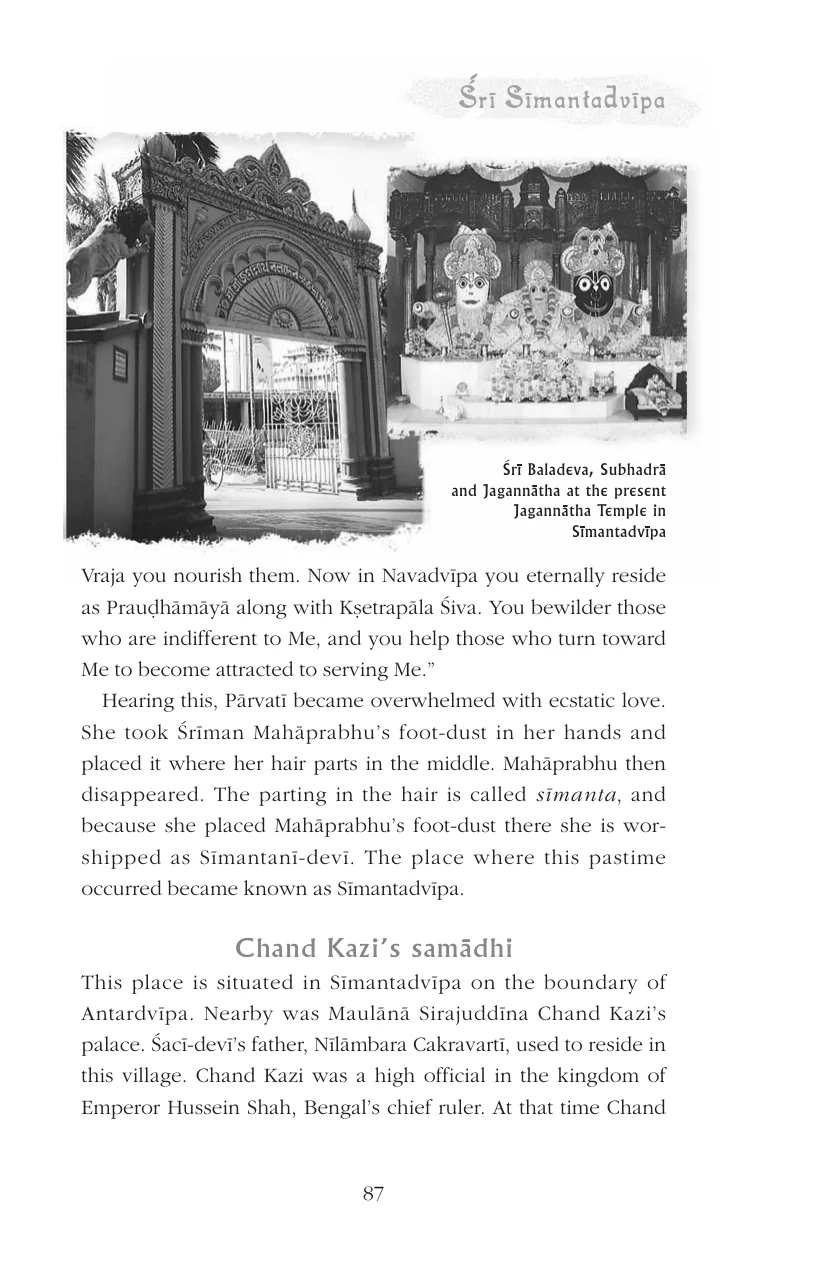 Śrī Sīmantadvīpa
Śrī Baladeva, Subhadrā
and Jagannātha at the present
Jagannātha Temple in
Sīmantadvīpa
Vraja you nourish them. Now in Navadvīpa you eternally reside
as Prauḍhāmāyā along with Kṣetrapāla Śiva. You bewilder those
who are indifferent to Me, and you help those who turn toward
Me to become attracted to serving Me.”
Hearing this, Pārvatī became overwhelmed with ecstatic love.
She took Śrīman Mahāprabhu’s foot-dust in her hands and
placed it where her hair parts in the middle. Mahāprabhu then
disappeared. The parting in the hair is called sīmanta, and
because she placed Mahāprabhu’s foot-dust there she is wor-
shipped as Sīmantanī-devī. The place where this pastime
occurred became known as Sīmantadvīpa.
Chand Kazi’s samādhi
This place is situated in Sīmantadvīpa on the boundary of
Antardvīpa. Nearby was Maulānā Sirajuddīna Chand Kazi’s
palace. Śacī-devī’s father, Nīlāmbara Cakravartī, used to reside in
this village. Chand Kazi was a high official in the kingdom of
Emperor Hussein Shah, Bengal’s chief ruler. At that time Chand
87